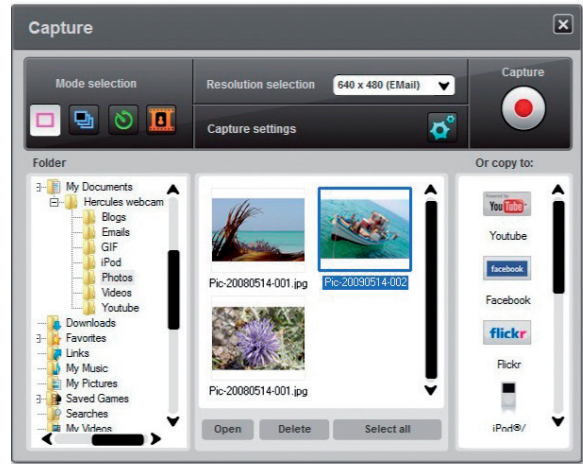 Capture
Mode selection
Resolution selection
640 x 480 (EMail)
Capture
Capture settings
Folder
Or copy to:
My Documents
Hercules webcam
Blogs
Emails
GIF
iPod
Photos
Videos
Youtube
Downloads
Favorites
Links
My Music
My Pictures
Saved Games
Searches
My Videos
Pic-20080514-001.jpg
Pic-20090514-002
Pic-20080514-001.jpg
Open
Delete
Select all
You Tube
Youtube
facebook
Facebook
flickr
Flickr
iPod®/